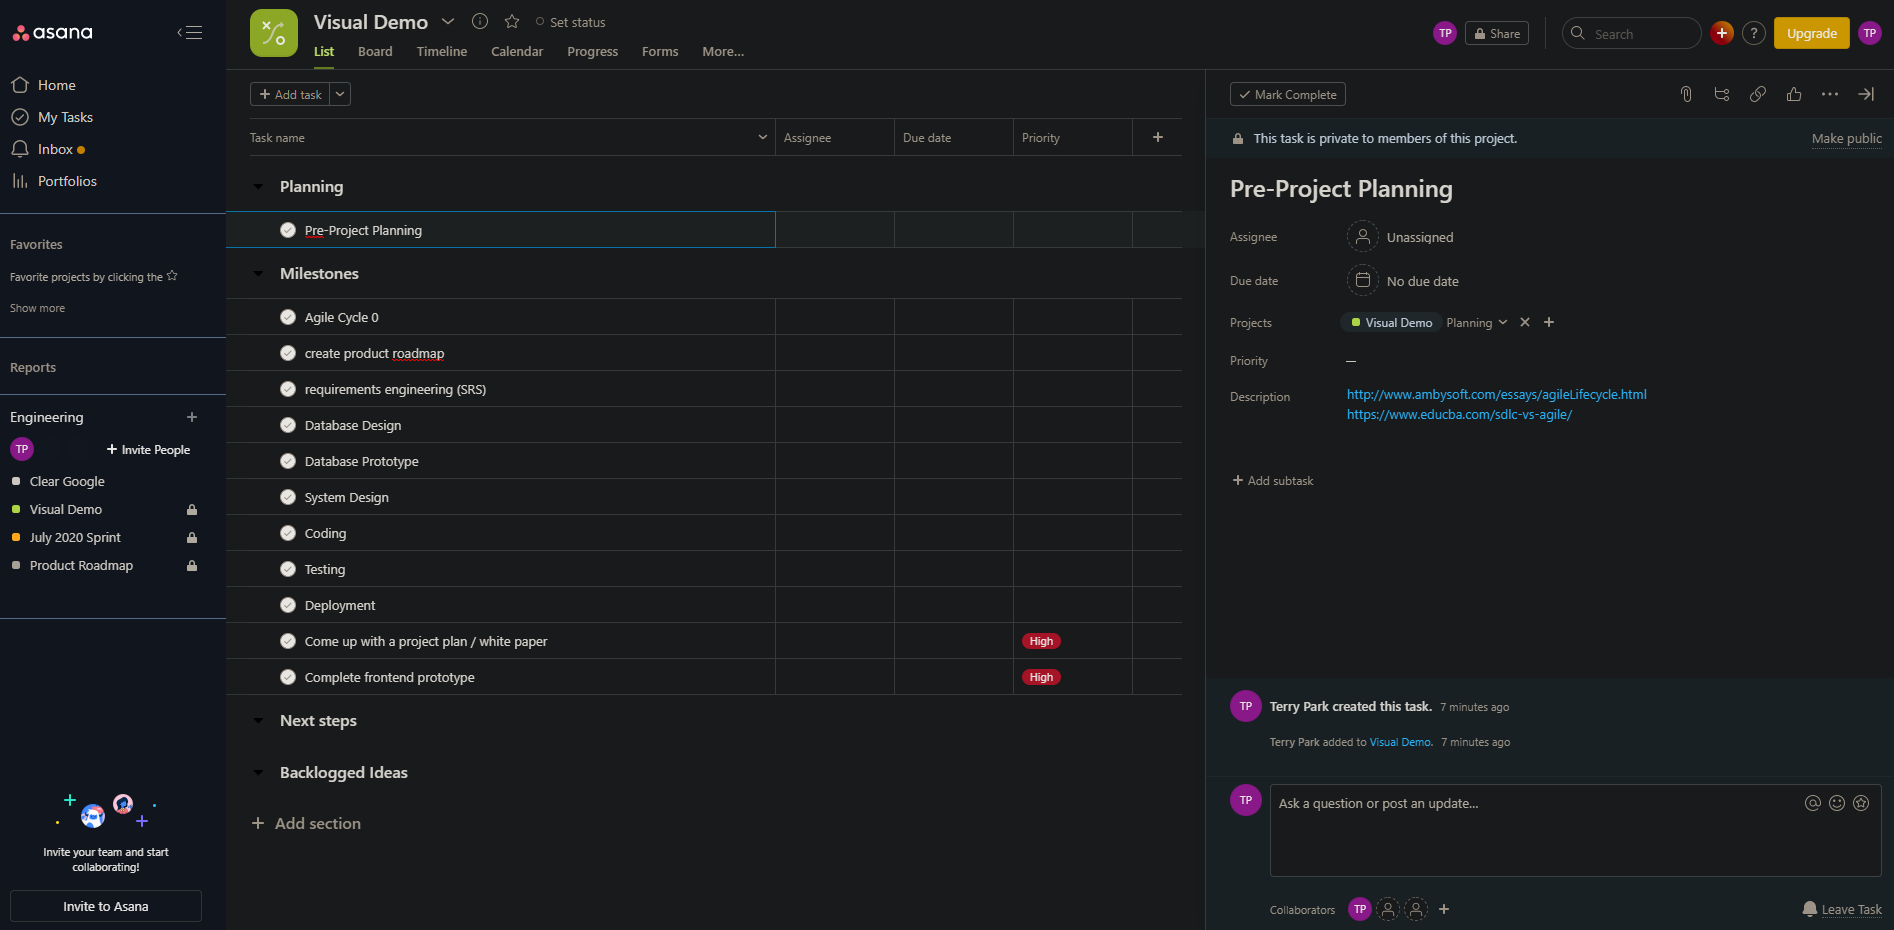 asana
Home
My Tasks
Inbox
Portfolios
Favorites
Favorite projects by clicking the
Show more
Reports
Engineering
TP
Invite People
Clear Google
Visual Demo
July 2020 Sprint
Product Roadmap
Invite your team and start
collaborating!
Invite to Asana
Visual Demo
Set status
List Board Timeline Calendar Progress Forms More...
TP Share Search ? Upgrade TP
Add task
Task name Assignee Due date Priority
Planning
Pre-Project Planning
Milestones
Agile Cycle 0
create product roadmap
requirements engineering (SRS)
Database Design
Database Prototype
System Design
Coding
Testing
Deployment
Come up with a project plan / white paper High
Complete frontend prototype High
Next steps
Backlogged Ideas
+ Add section
Mark Complete
This task is private to members of this project. Make public
Pre-Project Planning
Assignee Unassigned
Due date No due date
Projects Visual Demo Planning
Priority —
Description http://www.ambysoft.com/essays/agileLifecycle.html
https://www.educba.com/sdlc-vs-agile/
+ Add subtask
TP Terry Park created this task. 7 minutes ago
Terry Park added to Visual Demo. 7 minutes ago
TP Ask a question or post an update...
Collaborators TP Leave Task